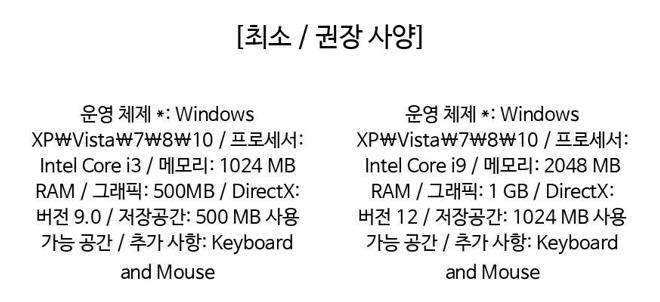 [최소 / 권장 사양]
운영 체제 *: Windows
XP₩Vista₩7₩8₩10 / 프로세서:
Intel Core i3 / 메모리: 1024 MB
RAM / 그래픽: 500MB / DirectX:
버전 9.0 / 저장공간: 500 MB 사용
가능 공간 / 추가 사항: Keyboard
and Mouse
운영 체제 *: Windows
XP₩Vista₩7₩8₩10 / 프로세서:
Intel Core i9 / 메모리: 2048 MB
RAM / 그래픽: 1 GB / DirectX:
버전 12 / 저장공간: 1024 MB 사용
가능 공간 / 추가 사항: Keyboard
and Mouse